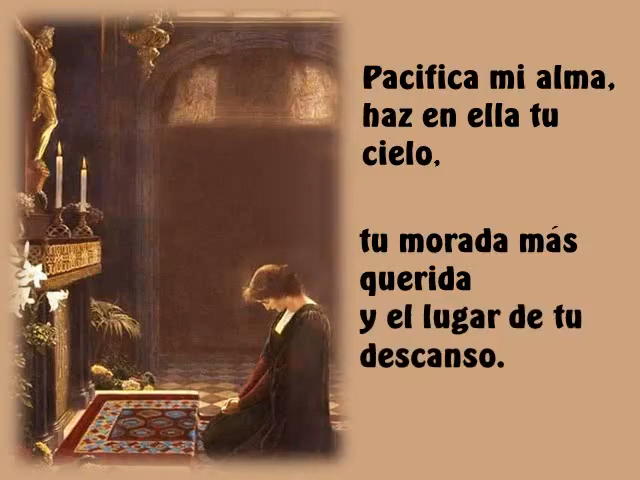 Pacifica mi alma,
haz en ella tu
cielo,
tu morada más
querida
y el lugar de tu
descanso.